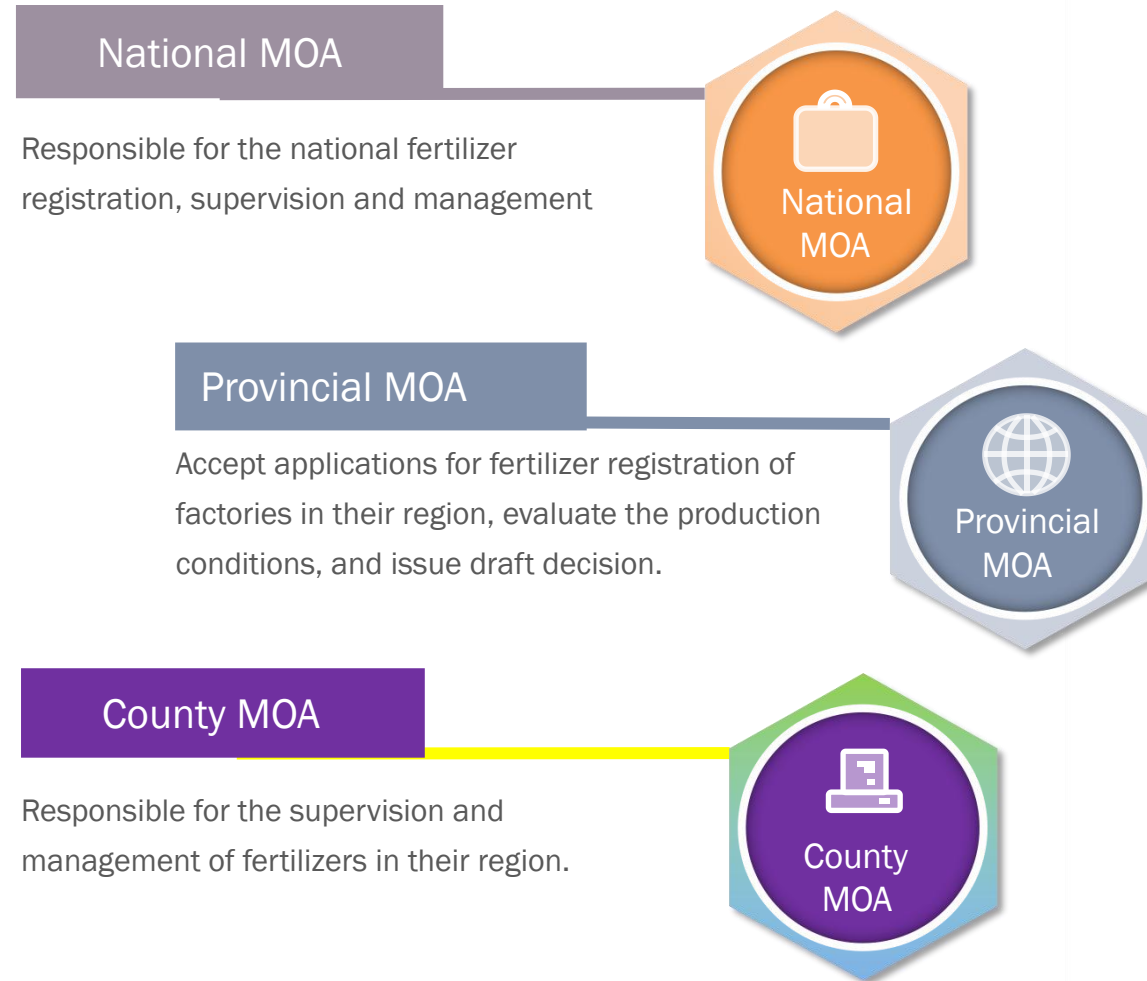 National MOA
Responsible for the national fertilizer
registration, supervision and management
National
MOA
Provincial MOA
Accept applications for fertilizer registration of
factories in their region, evaluate the production
conditions, and issue draft decision.
Provincial
MOA
County MOA
Responsible for the supervision and
management of fertilizers in their region.
County
MOA